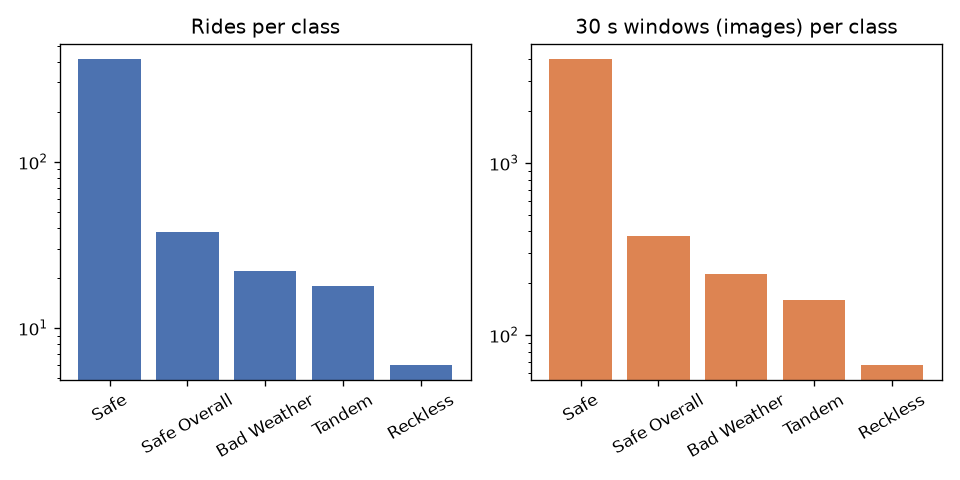 Rides per class
10²
10¹
Safe
Safe Overall
Bad Weather
Tandem
Reckless
30 s windows (images) per class
10³
10²
Safe
Safe Overall
Bad Weather
Tandem
Reckless